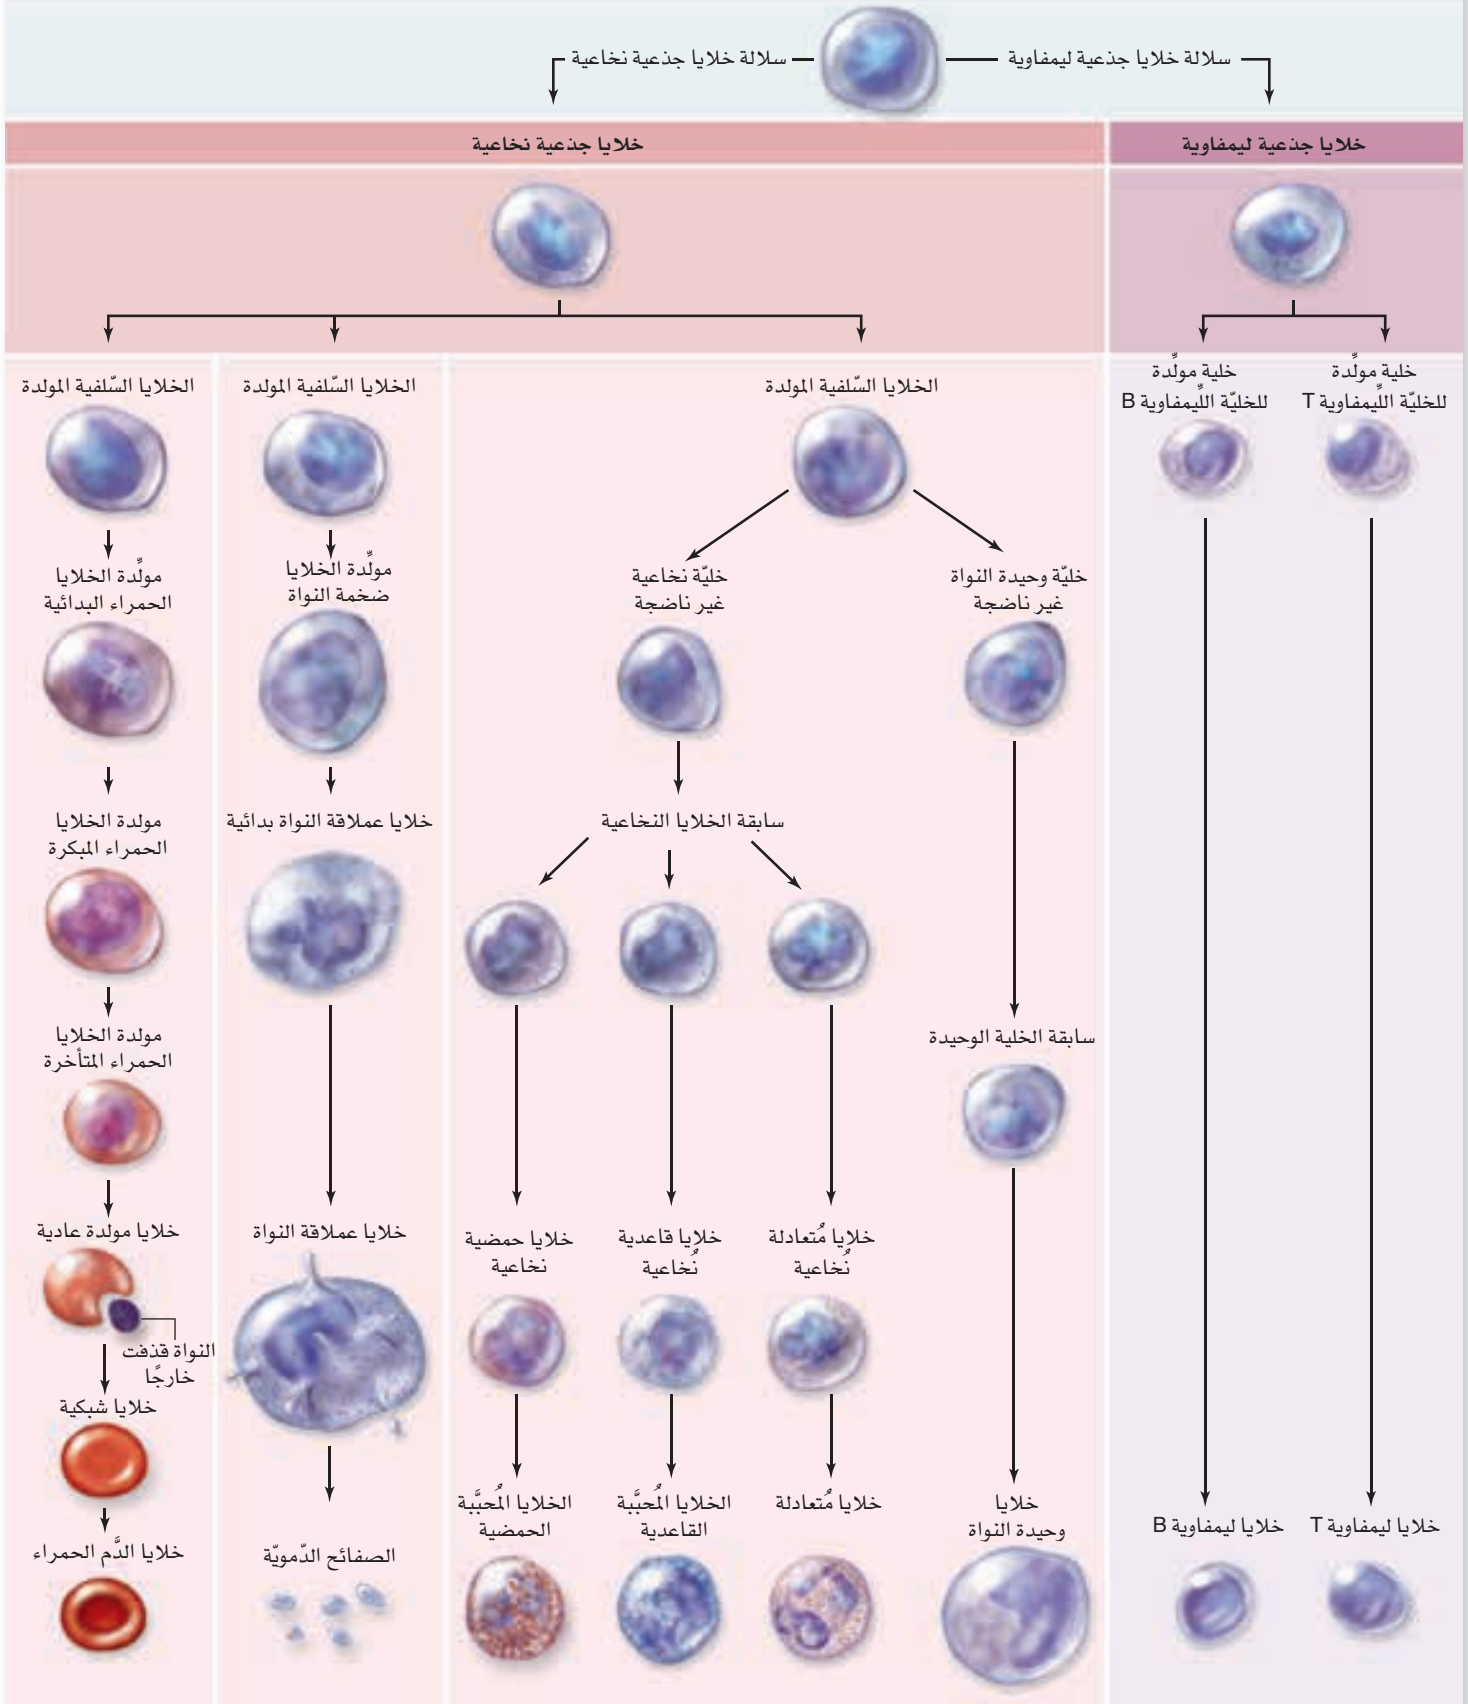 سلالة خلايا جذعية ليمفاوية
سلالة خلايا جذعية نخاعية
خلايا جذعية ليمفاوية
خلايا جذعية نخاعية
خلية مولِّدة
للخليّة اللِّيمفاوية T
خلية مولِّدة
للخليّة اللِّيمفاوية B
الخلايا السّلفية المولدة
الخلايا السّلفية المولدة
الخلايا السّلفية المولدة
خليّة وحيدة النواة
غير ناضجة
خليّة نخاعية
غير ناضجة
مولِّدة الخلايا
ضخمة النواة
مولِّدة الخلايا
الحمراء البدائية
سابقة الخلايا النخاعية
خلايا عملاقة النواة بدائية
مولدة الخلايا
الحمراء المبكرة
سابقة الخلية الوحيدة
مولدة الخلايا
الحمراء المتأخرة
خلايا مُتعادلة
نُخاعية
خلايا قاعدية
نُخاعية
خلايا حمضية
نخاعية
خلايا عملاقة النواة
خلايا مولدة عادية
النواة قذفت
خارجًا
خلايا شبكية
خلايا ليمفاوية T
خلايا ليمفاوية B
خلايا
وحيدة النواة
خلايا مُتعادلة
الخلايا المُحبَّبة
القاعدية
الخلايا المُحبَّبة
الحمضية
الصفائح الدّمويّة
خلايا الدَّم الحمراء